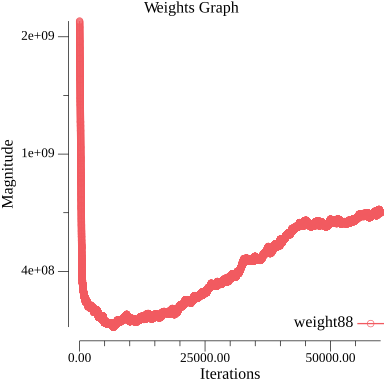 Weights Graph
2e+09
1e+09
4e+08
Magnitude
weight88
0.00
25000.00
50000.00
Iterations